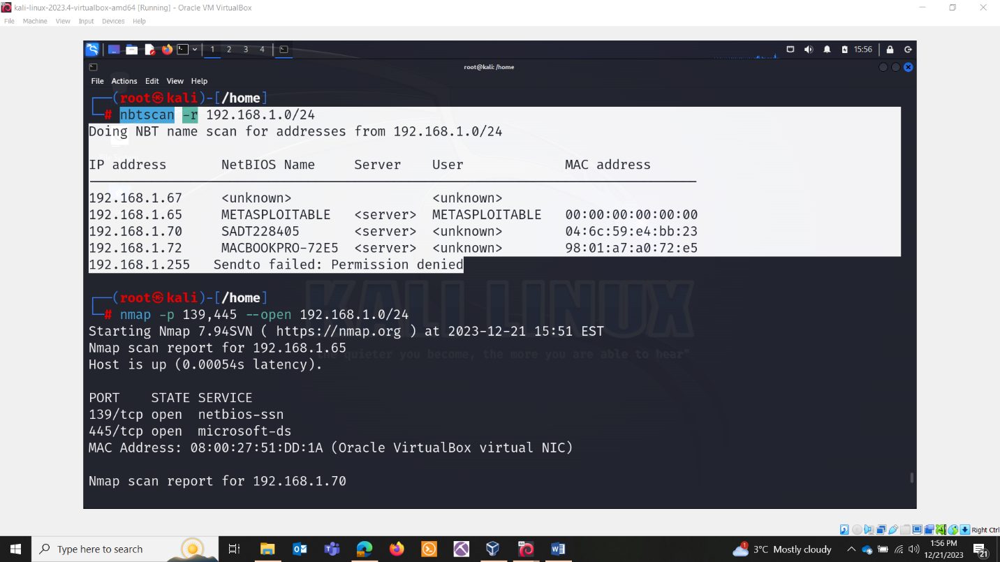 kali-linux-2023.4-virtualbox-amd64 [Running] - Oracle VM VirtualBox
File Machine View Input Devices Help
1 2 3 4 15:56
root@kali: /home
File Actions Edit View Help
(root㉿kali)-[/home]
# nbtscan -r 192.168.1.0/24
Doing NBT name scan for addresses from 192.168.1.0/24
IP address NetBIOS Name Server User MAC address
192.168.1.67 <unknown> <unknown>
192.168.1.65 METASPLOITABLE <server> METASPLOITABLE 00:00:00:00:00:00
192.168.1.70 SADT228405 <server> <unknown> 04:6c:59:e4:bb:23
192.168.1.72 MACBOOKPRO-72E5 <server> <unknown> 98:01:a7:a0:72:e5
192.168.1.255 Sendto failed: Permission denied
(root㉿kali)-[/home]
# nmap -p 139,445 --open 192.168.1.0/24
Starting Nmap 7.94SVN ( https://nmap.org ) at 2023-12-21 15:51 EST
Nmap scan report for 192.168.1.65
Host is up (0.00054s latency).
KALI LINUX
"the quieter you become, the more you are able to hear"
PORT STATE SERVICE
139/tcp open netbios-ssn
445/tcp open microsoft-ds
MAC Address: 08:00:27:51:DD:1A (Oracle VirtualBox virtual NIC)
Nmap scan report for 192.168.1.70
Right Ctrl
Type here to search
1
3°C Mostly cloudy
1:56 PM
12/21/2023
21